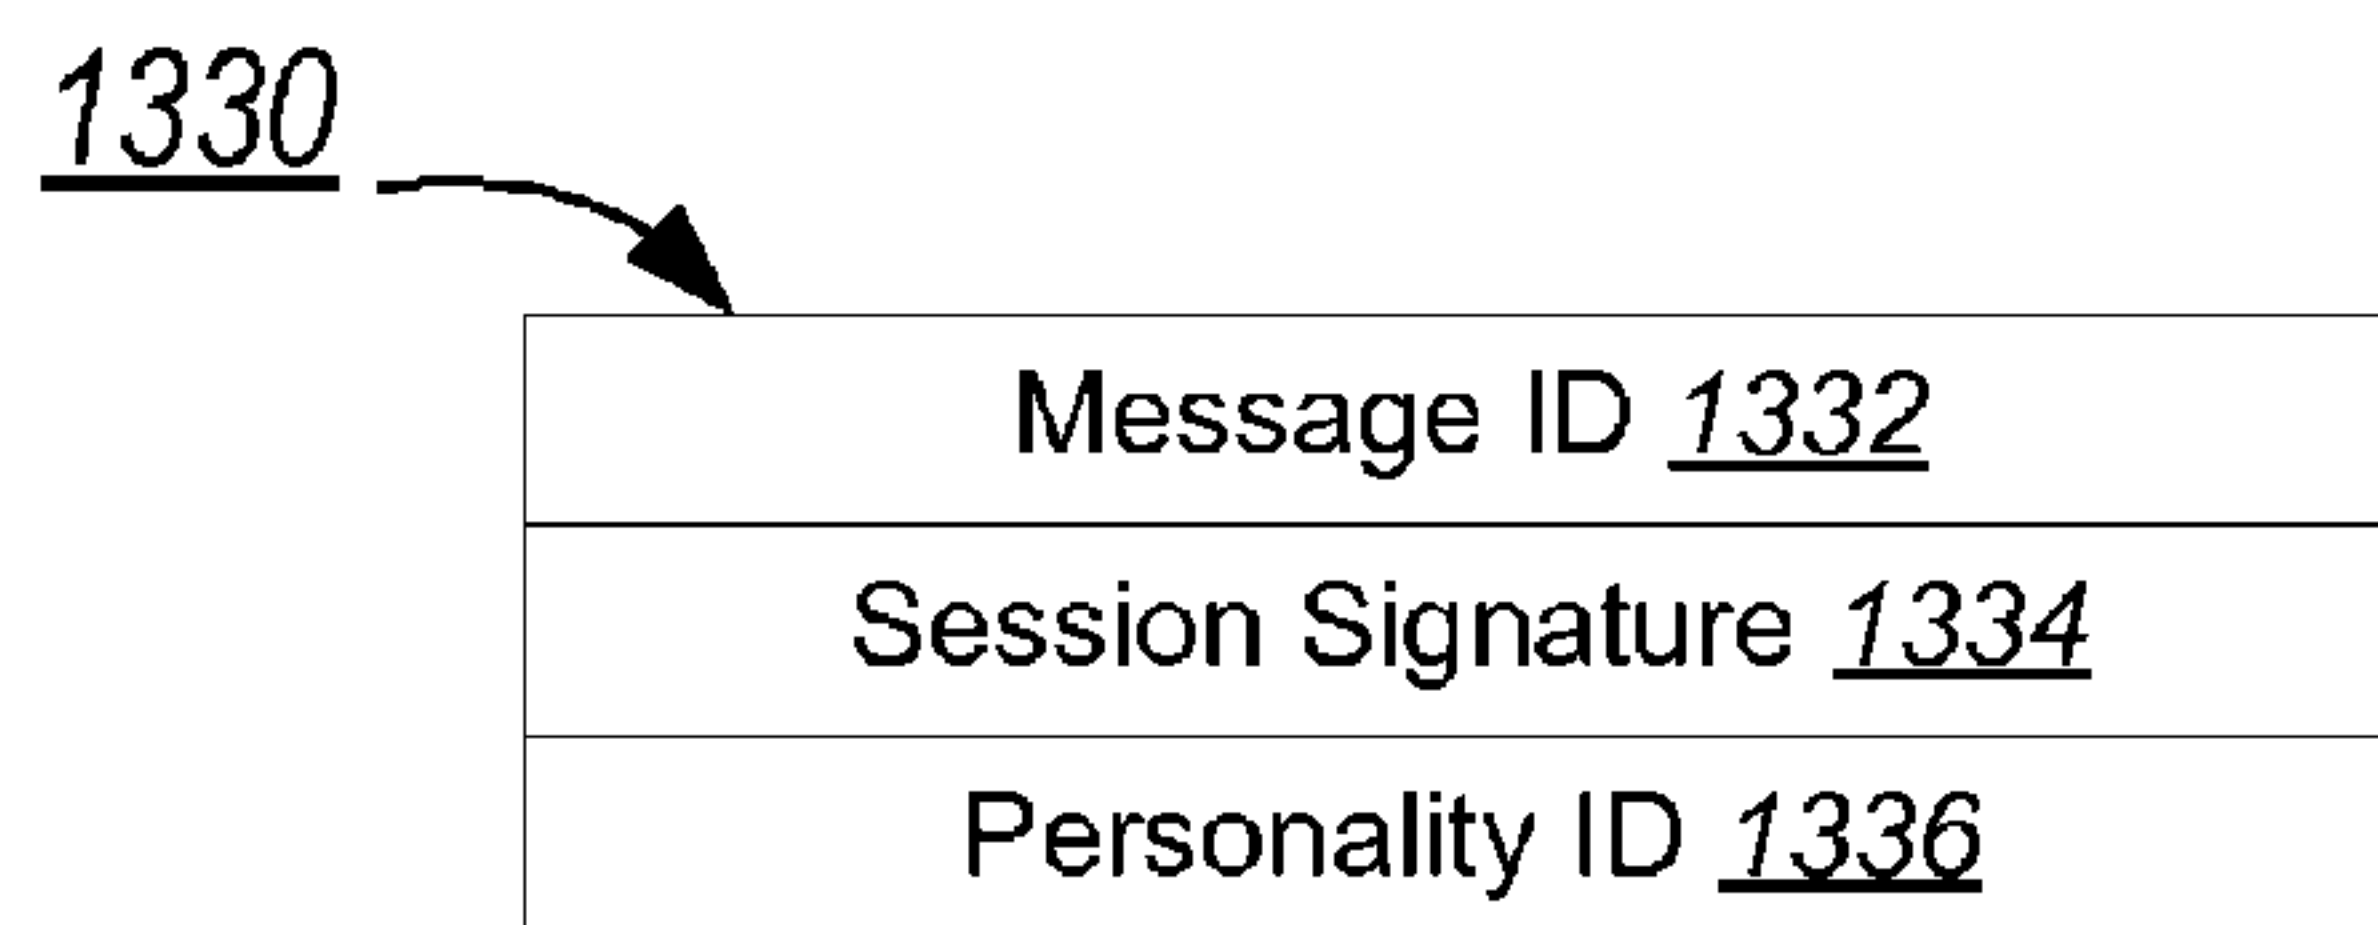 1330
Message ID 1332
Session Signature 1334
Personality ID 1336